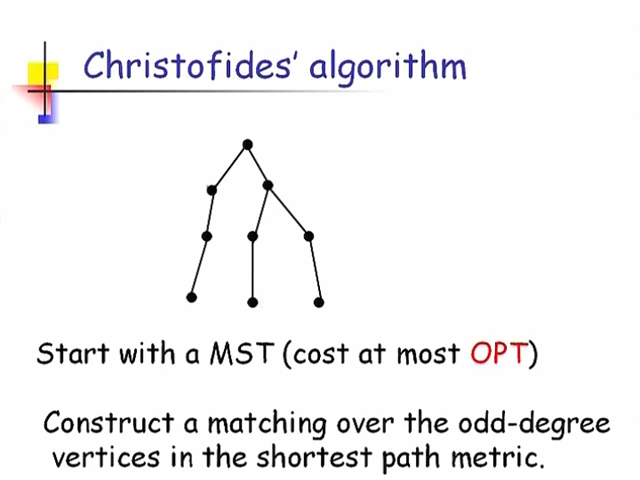 Christofides' algorithm
Start with a MST (cost at most OPT)
Construct a matching over the odd-degree
vertices in the shortest path metric.